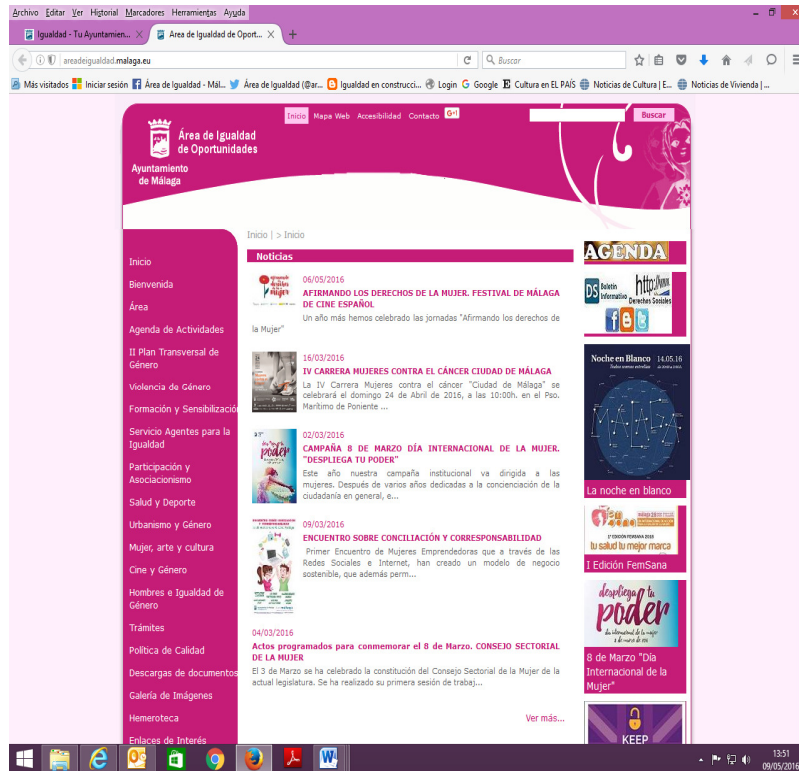 Archivo Editar Ver Historial Marcadores Herramientas Ayuda
Igualdad - Tu Ayuntamien... × Área de Igualdad de Oport... × +
areadeigualdad.malaga.eu
Buscar
Más visitados Iniciar sesión Área de Igualdad - Mál... Área de Igualdad (@ar... Igualdad en construcci... Login G Google E Cultura en EL PAÍS Noticias de Cultura | E... Noticias de Vivienda | ...
Inicio Mapa Web Accesibilidad Contacto G+
Buscar
Área de Igualdad
de Oportunidades
Ayuntamiento
de Málaga
Inicio | > Inicio
Inicio
Bienvenida
Área
Agenda de Actividades
II Plan Transversal de
Género
Violencia de Género
Formación y Sensibilización
Servicio Agentes para la
Igualdad
Participación y
Asociacionismo
Salud y Deporte
Urbanismo y Género
Mujer, arte y cultura
Cine y Género
Hombres e Igualdad de
Género
Trámites
Política de Calidad
Descargas de documentos
Galería de Imágenes
Hemeroteca
Enlaces de Interés
Noticias
06/05/2016
AFIRMANDO LOS DERECHOS DE LA MUJER. FESTIVAL DE MÁLAGA
DE CINE ESPAÑOL
Un año más hemos celebrado las jornadas "Afirmando los derechos de
la Mujer"
16/03/2016
IV CARRERA MUJERES CONTRA EL CÁNCER CIUDAD DE MÁLAGA
La IV Carrera Mujeres contra el cáncer "Ciudad de Málaga" se
celebrará el domingo 24 de Abril de 2016, a las 10:00h. en el Pso.
Marítimo de Poniente ...
poder
02/03/2016
CAMPAÑA 8 DE MARZO DÍA INTERNACIONAL DE LA MUJER.
"DESPLIEGA TU PODER"
Este año nuestra campaña institucional va dirigida a las
mujeres. Después de varios años dedicadas a la concienciación de la
ciudadanía en general, e...
09/03/2016
ENCUENTRO SOBRE CONCILIACIÓN Y CORRESPONSABILIDAD
Primer Encuentro de Mujeres Emprendedoras que a través de las
Redes Sociales e Internet, han creado un modelo de negocio
sostenible, que además perm...
04/03/2016
Actos programados para conmemorar el 8 de Marzo. CONSEJO SECTORIAL
DE LA MUJER
El 3 de Marzo se ha celebrado la constitución del Consejo Sectorial de la Mujer de la
actual legislatura. Se ha realizado su primera sesión de trabaj...
Ver más...
AGENDA
DS Boletín
Informativo
Derechos Sociales
Noche en Blanco 14.05.16
MALAGA
La noche en blanco
tu salud tu mejor marca
I Edición FemSana
despliega tu
poder
8 de Marzo "Día
Internacional de la
Mujer"
KEEP
13:51
09/05/2016